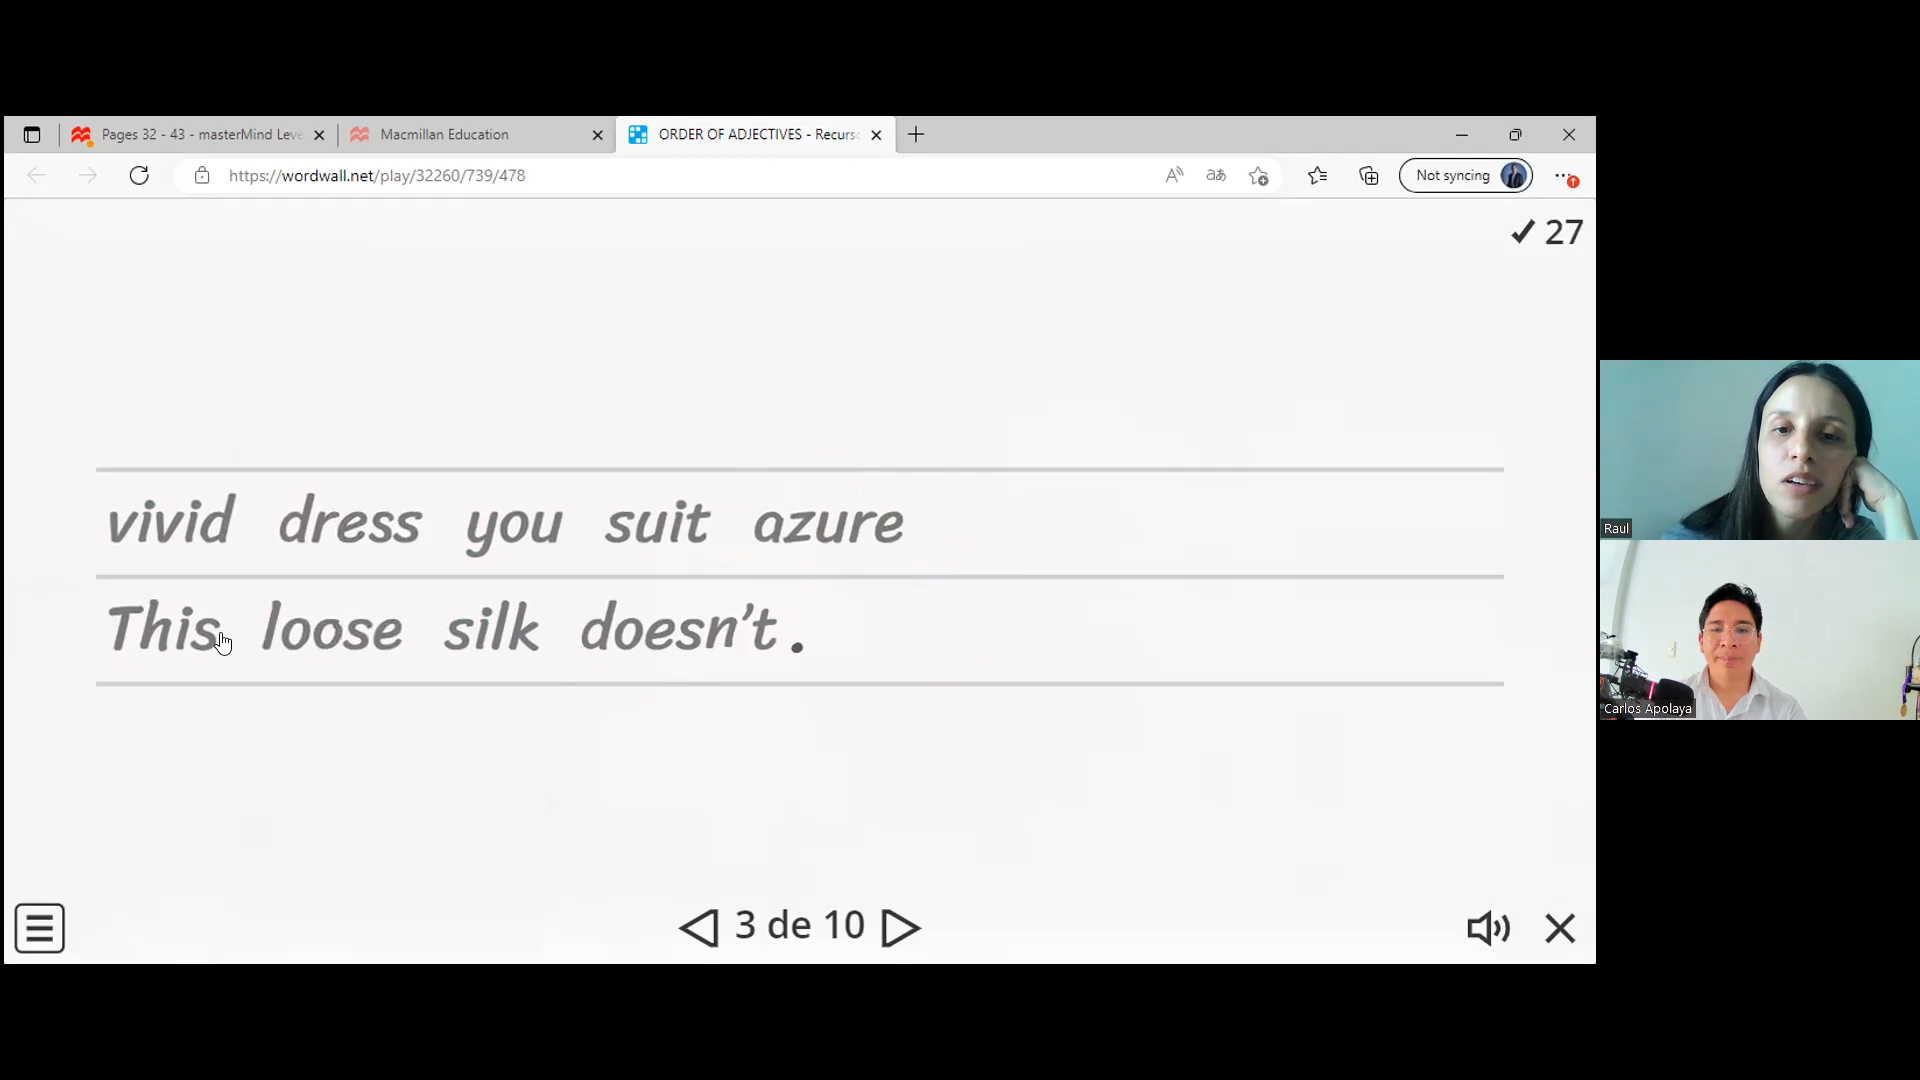 Pages 32 - 43 - masterMind Leve
Macmillan Education
ORDER OF ADJECTIVES - Recurso
https://wordwall.net/play/32260/739/478
Not syncing
✓ 27
vivid dress you suit azure
This loose silk doesn't .
3 de 10
Raul
Carlos Apolaya